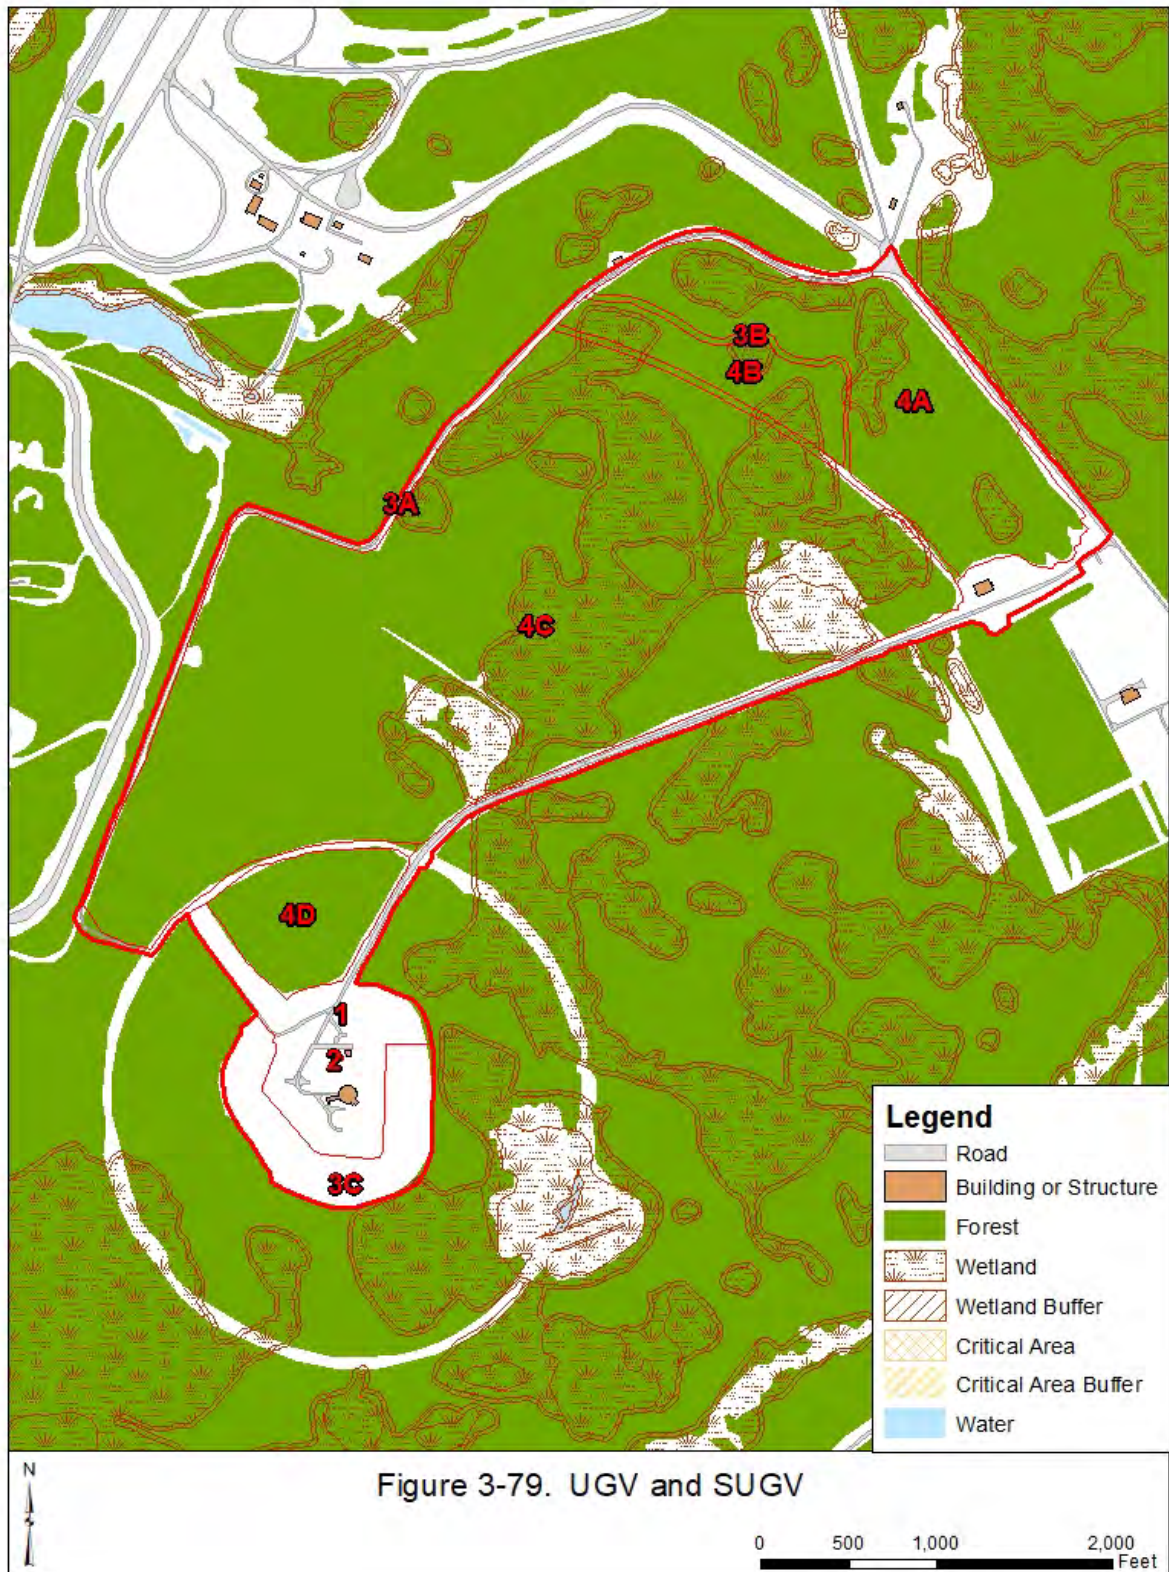 3B
4B
4A
3A
4C
4D
1
2
3C
Legend
Road
Building or Structure
Forest
Wetland
Wetland Buffer
Critical Area
Critical Area Buffer
Water
N
S
Figure 3-79. UGV and SUGV
0 500 1,000 2,000
Feet